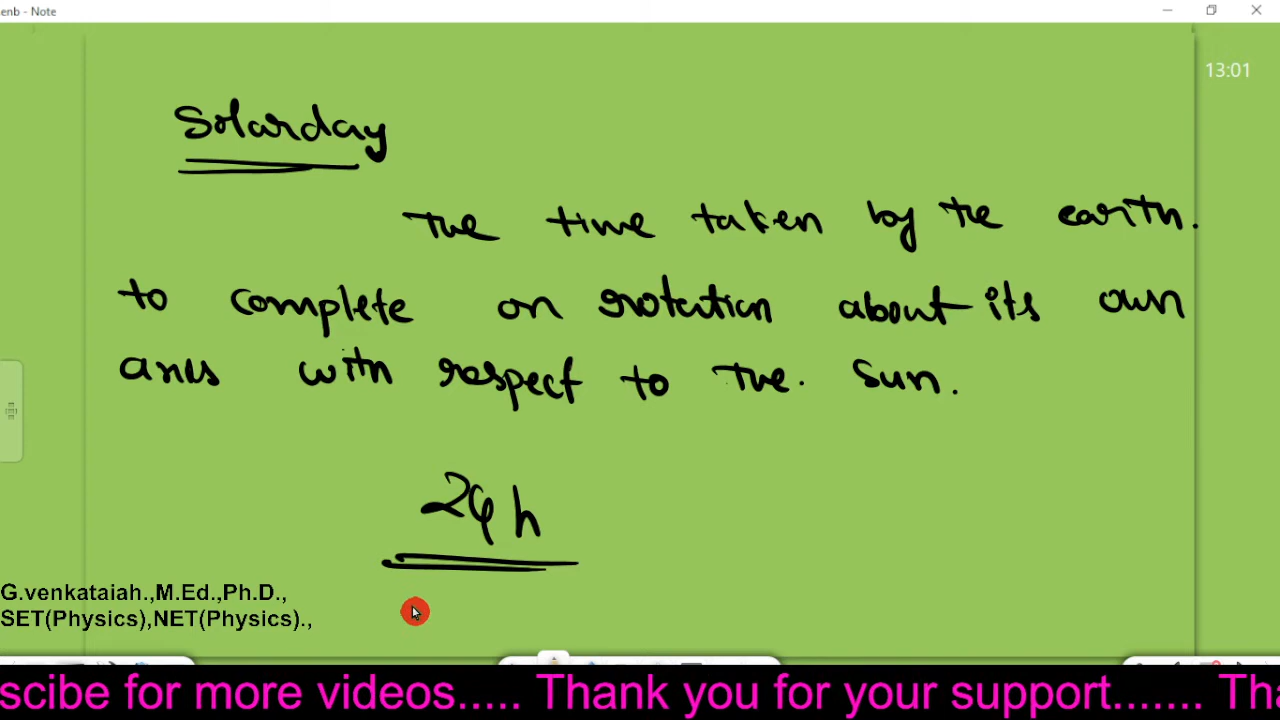 enb - Note
13:01
Solarday
The time taken by the earth.
to complete on rotation about its own
axis with respect to the. Sun.
24 h
G.venkataiah.,M.Ed.,Ph.D.,
SET(Physics),NET(Physics).,
scibe for more videos..... Thank you for your support....... Tha